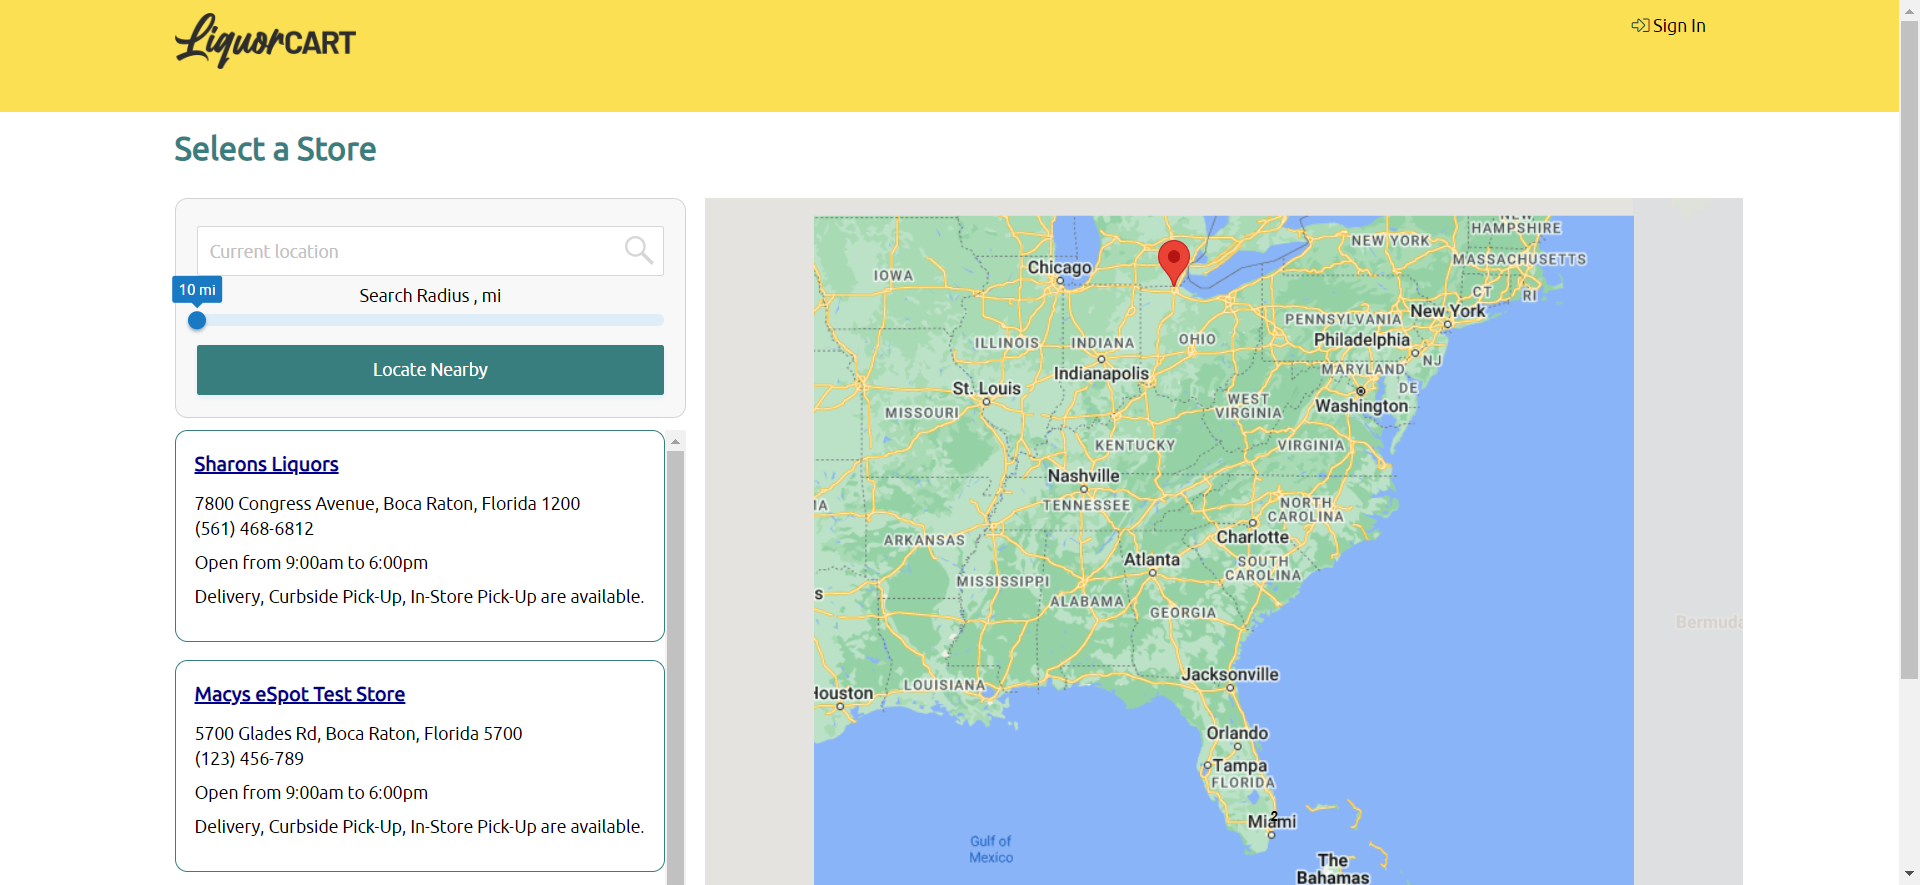 LiquorCART
Sign In
Select a Store
Current location
10 mi
Search Radius , mi
Locate Nearby
Sharons Liquors
7800 Congress Avenue, Boca Raton, Florida 1200
(561) 468-6812
Open from 9:00am to 6:00pm
Delivery, Curbside Pick-Up, In-Store Pick-Up are available.
Macys eSpot Test Store
5700 Glades Rd, Boca Raton, Florida 5700
(123) 456-789
Open from 9:00am to 6:00pm
Delivery, Curbside Pick-Up, In-Store Pick-Up are available.
NEW
HAMPSHIRE
NEW YORK
MASSACHUSETTS
Chicago
IOWA
CT
RI
New York
PENNSYLVANIA
ILLINOIS
INDIANA
OHIO
Philadelphia
NJ
MARYLAND
Indianapolis
St. Louis
DE
WEST
VIRGINIA
Washington
MISSOURI
KENTUCKY
VIRGINIA
Nashville
TENNESSEE
NORTH
CAROLINA
IA
Charlotte
ARKANSAS
Atlanta
SOUTH
CAROLINA
MISSISSIPPI
s
ALABAMA
GEORGIA
Bermuda
Jacksonville
LOUISIANA
Houston
Orlando
Tampa
FLORIDA
2
Miami
Gulf of
Mexico
The
Bahamas